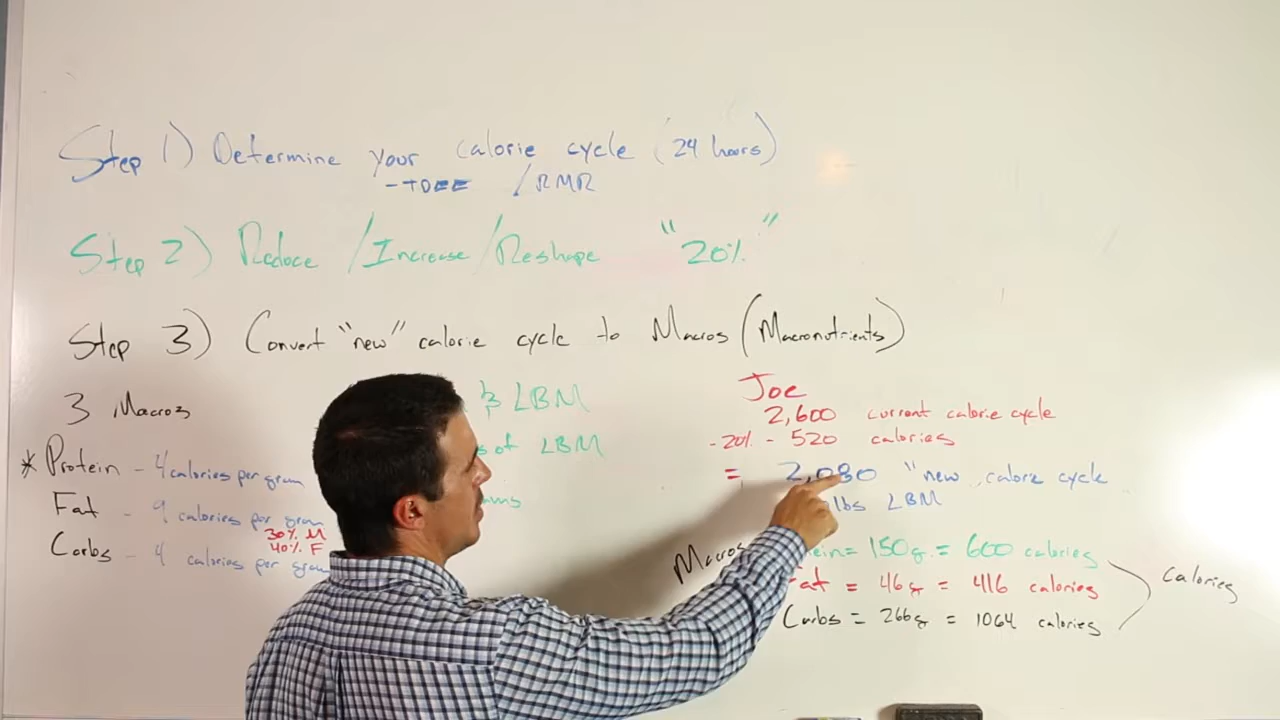 Step 1) Determine your calorie cycle (24 hours)
-TDEE / RMR
Step 2) Reduce /Increase/Reshape "20%"
Step 3) Convert "new" calorie cycle to Macros (Macronutrients)
3 Macros
* Protein - 4 calories per gram
Fat - 9 calories per gram
30% M
40% F
Carbs - 4 calories per gram
LBM
of LBM
Joe
2,600 current calorie cycle
-20% - 520 calories
= 2,080 "new calorie cycle
lbs LBM
Macros
= 150g = 600 calories
Fat = 46g = 416 calories
Carbs = 266g = 1064 calories
Calories